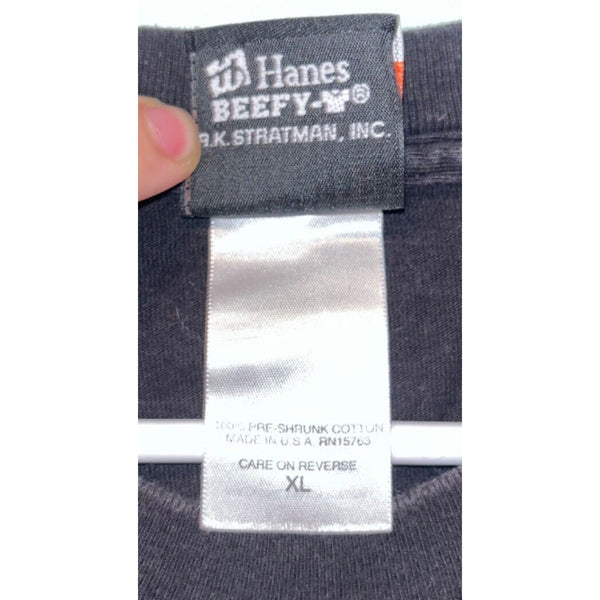 Hanes
BEEFY-®
R.K. STRATMAN, INC.
100% PRE-SHRUNK COTTON
MADE IN U.S.A. RN15763
CARE ON REVERSE
XL